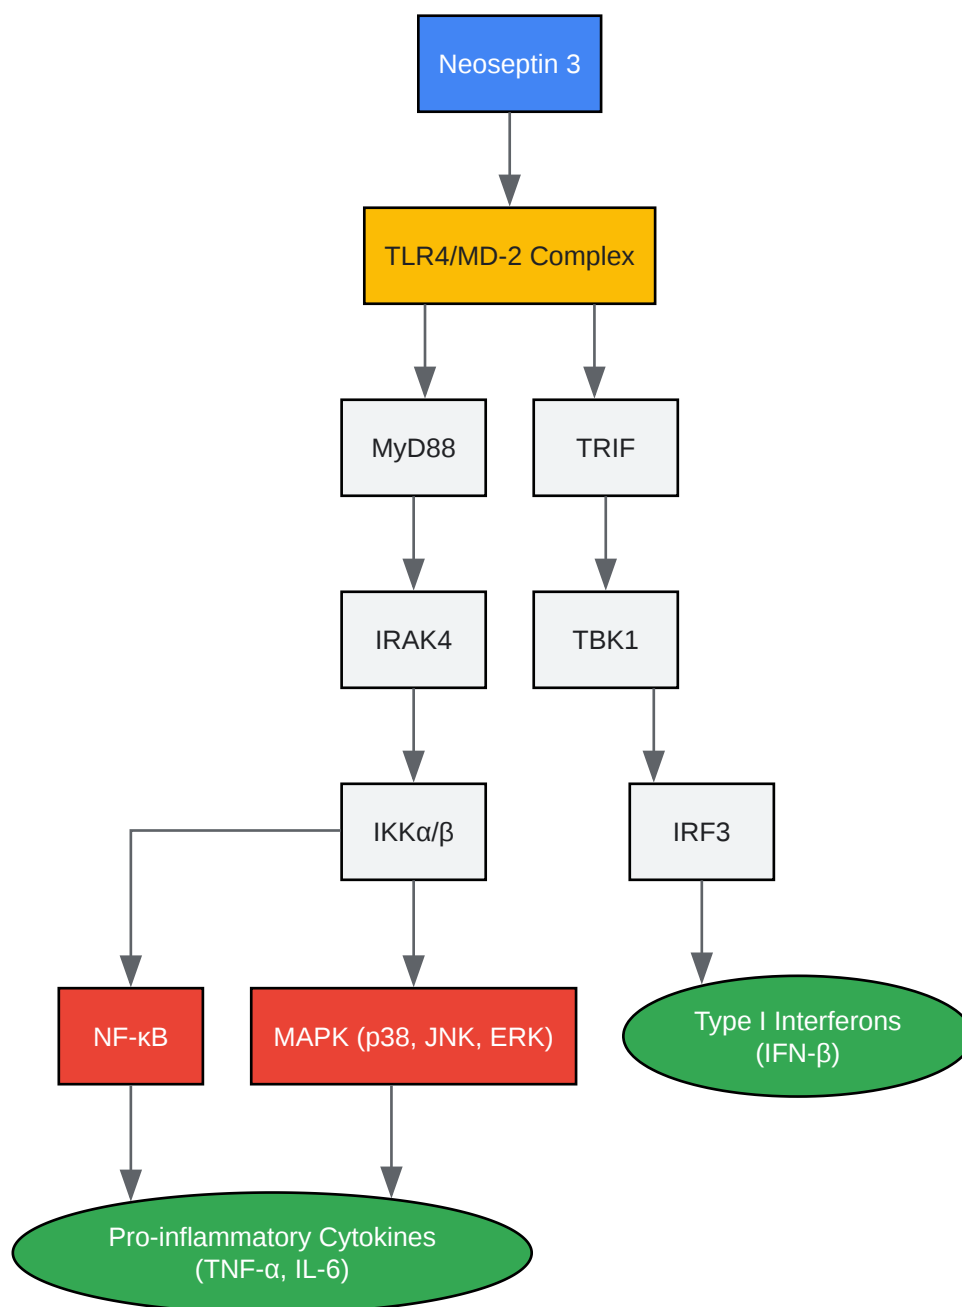 Neoseptin 3
TLR4/MD-2 Complex
MyD88
TRIF
IRAK4
TBK1
IKKα/β
IRF3
NF-κB
MAPK (p38, JNK, ERK)
Type I Interferons
(IFN-β)
Pro-inflammatory Cytokines
(TNF-α, IL-6)